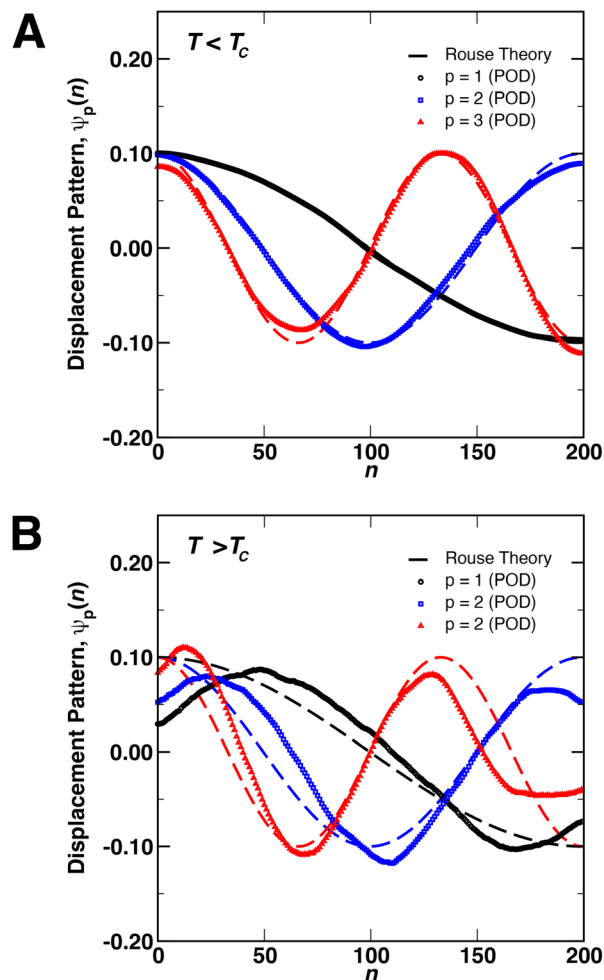 A
T < Tc
Rouse Theory
p = 1 (POD)
p = 2 (POD)
p = 3 (POD)
Displacement Pattern, ψp(n)
0.20
0.10
0.00
-0.10
-0.20
0 50 100 150 200
n
B
T >Tc
Rouse Theory
p = 1 (POD)
p = 2 (POD)
p = 2 (POD)
Displacement Pattern, ψp(n)
0.20
0.10
0.00
-0.10
-0.20
0 50 100 150 200
n